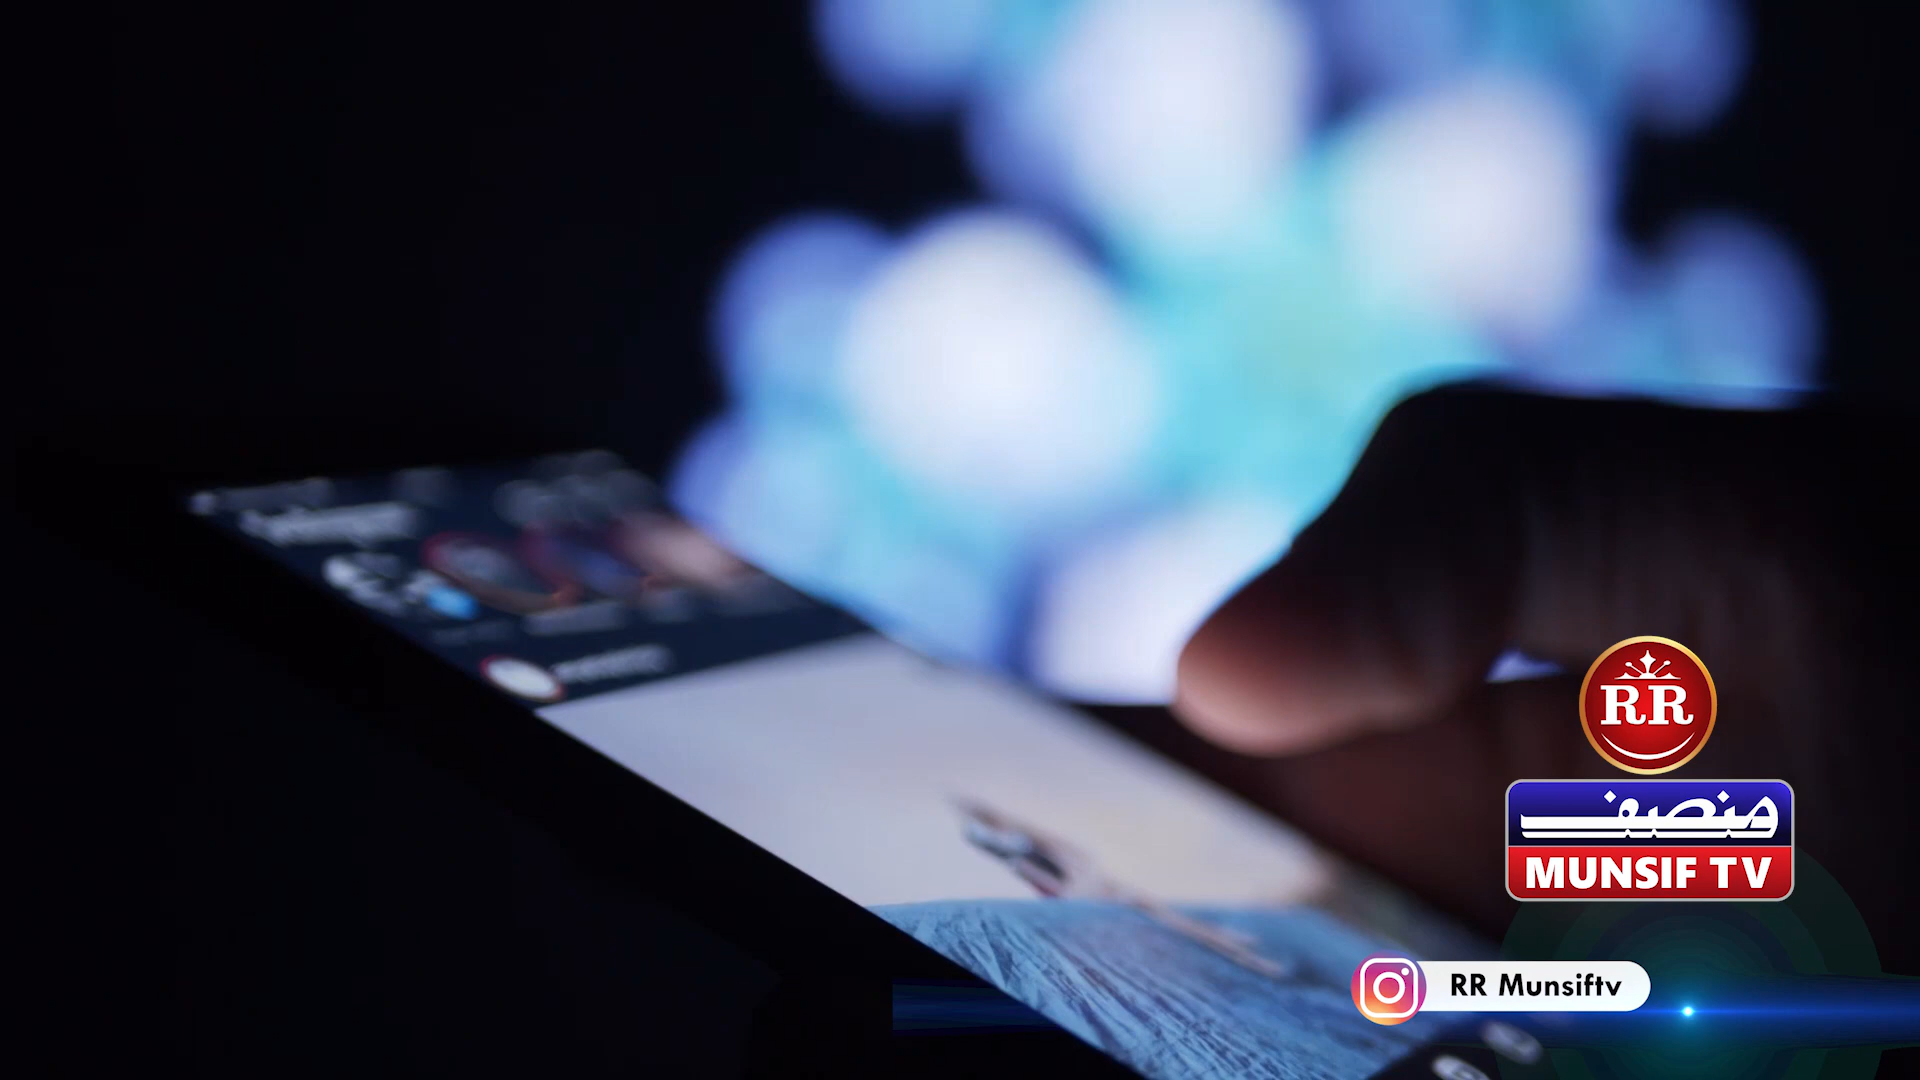 RR
منصف
MUNSIF TV
RR Munsiftv